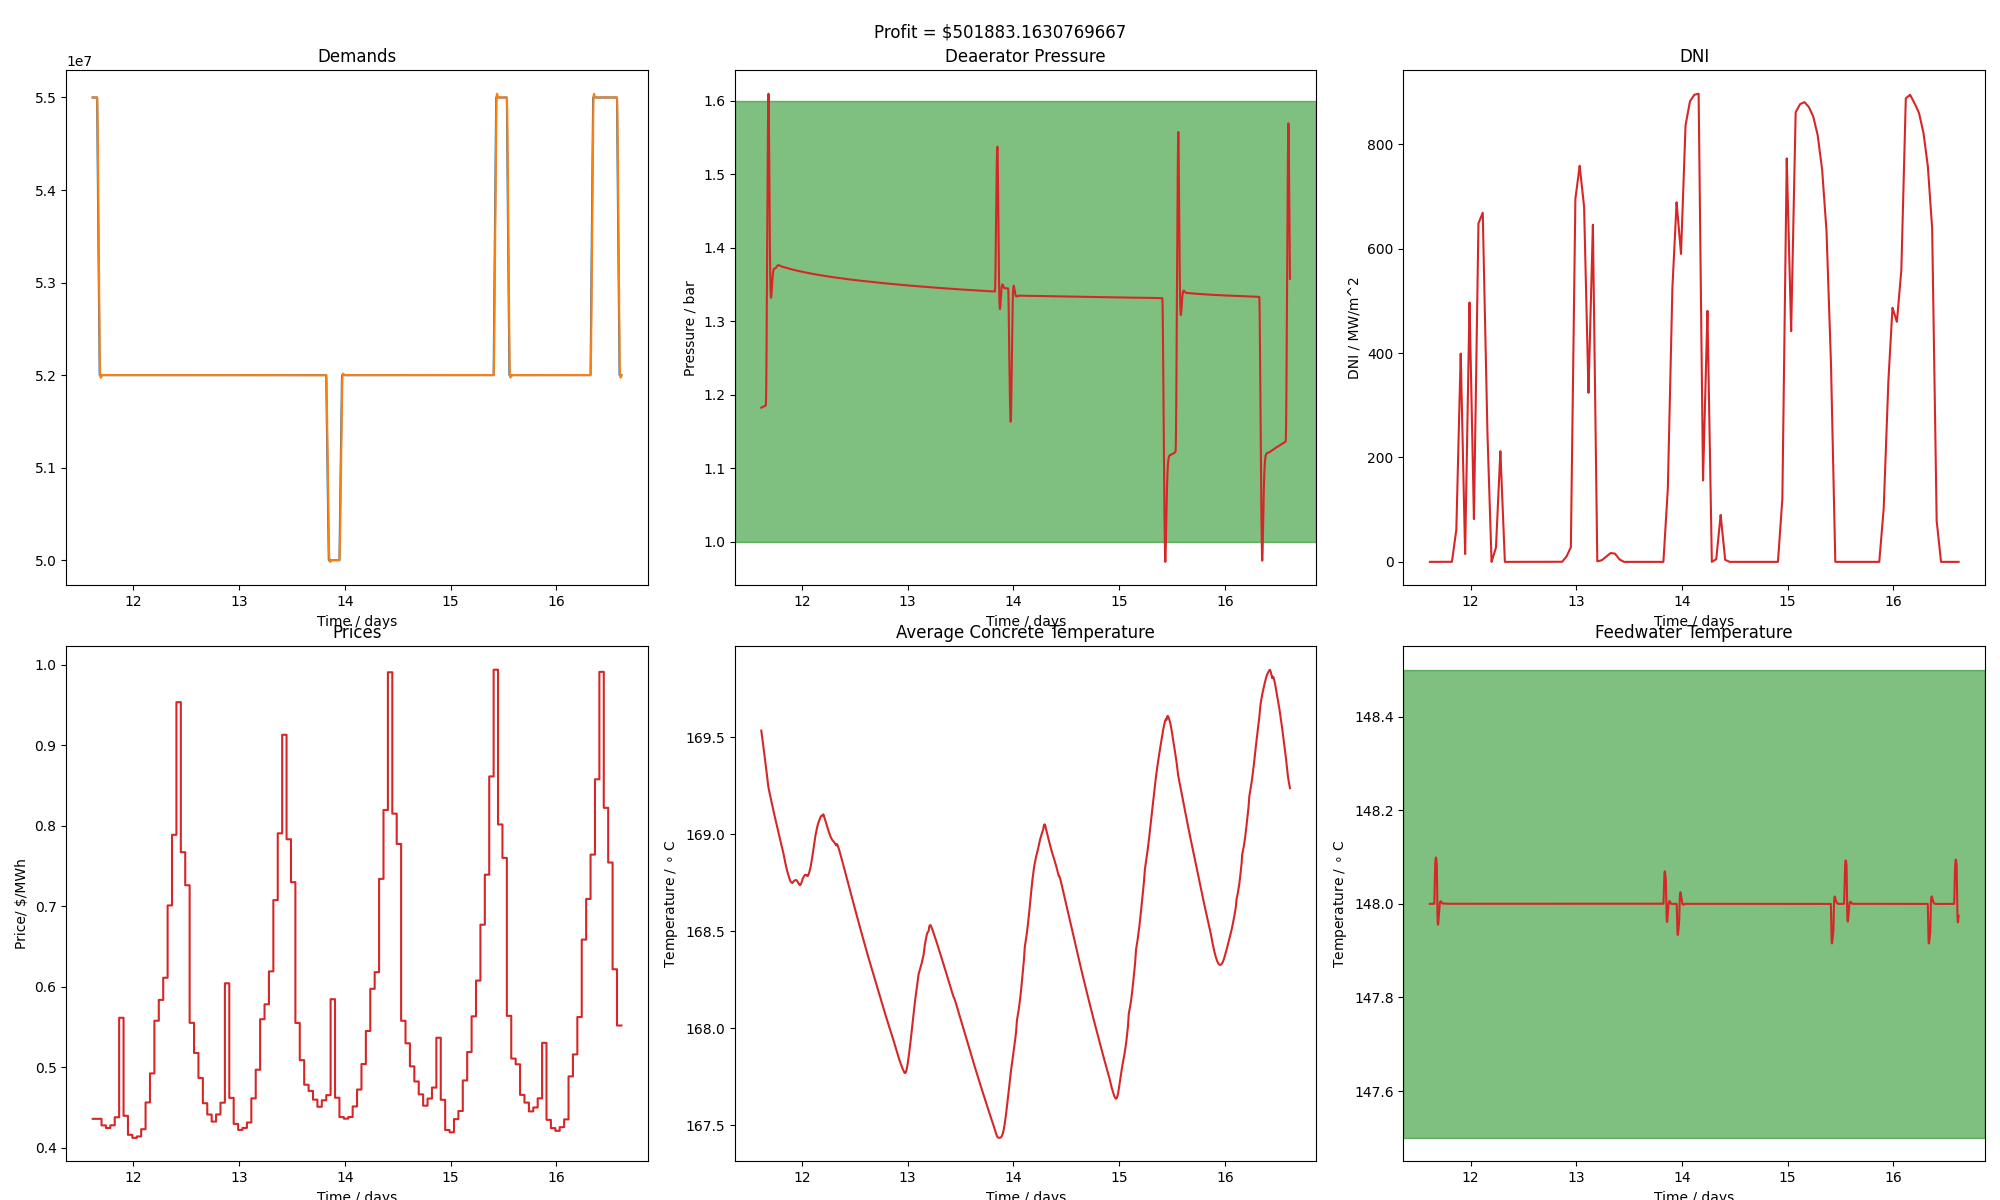 Profit = $501883.1630769667
Demands
1e7
5.5
5.4
5.3
5.2
5.1
5.0
12 13 14 15 16
Time / days
Deaerator Pressure
Pressure / bar
1.6
1.5
1.4
1.3
1.2
1.1
1.0
12 13 14 15 16
Time / days
DNI
DNI / MW/m^2
800
600
400
200
0
12 13 14 15 16
Time / days
Prices
Price/ $/MWh
1.0
0.9
0.8
0.7
0.6
0.5
0.4
12 13 14 15 16
Time / days
Average Concrete Temperature
Temperature / ∘ C
169.5
169.0
168.5
168.0
167.5
12 13 14 15 16
Time / days
Feedwater Temperature
Temperature / ∘ C
148.4
148.2
148.0
147.8
147.6
12 13 14 15 16
Time / days